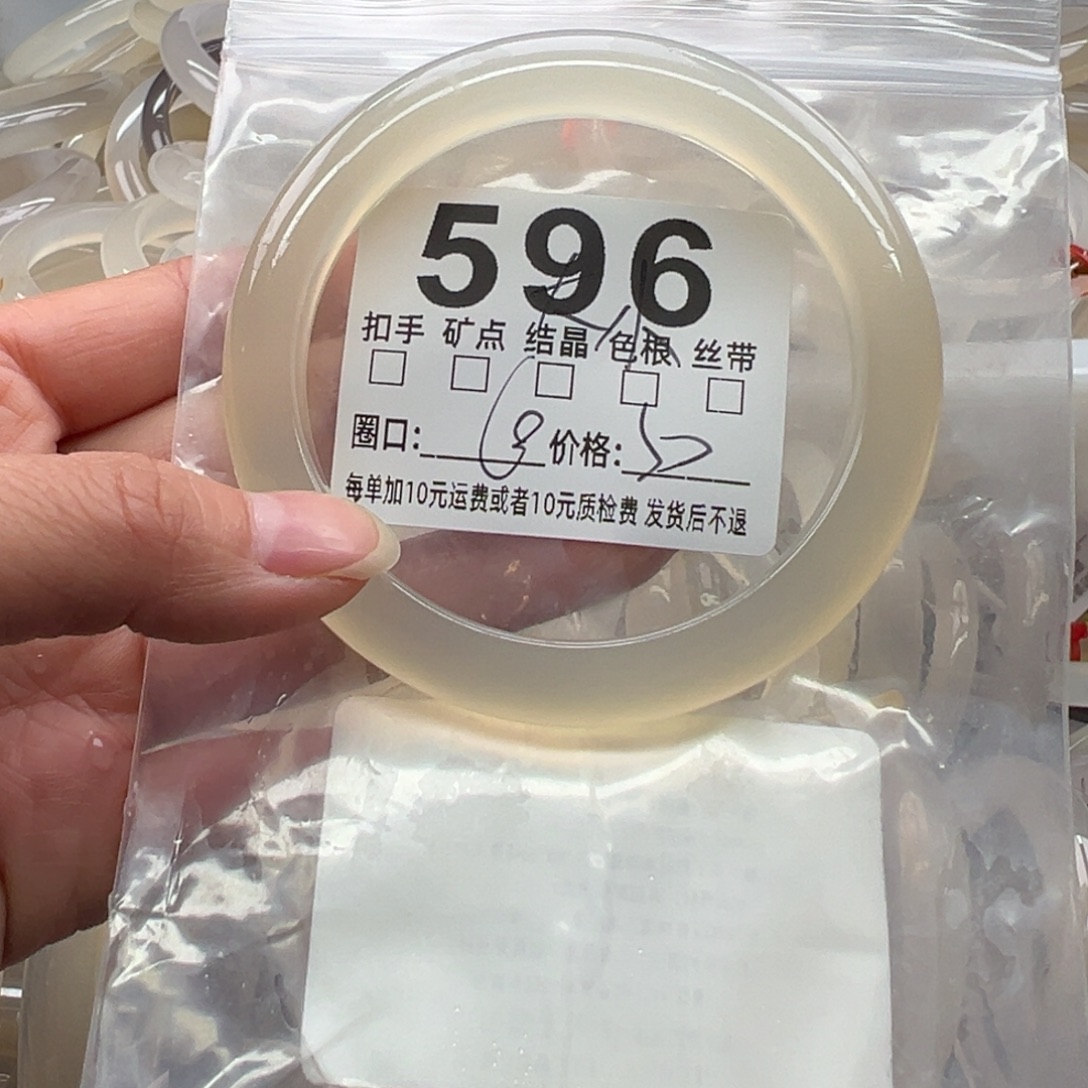 596
扣手 矿点 结晶 色根 丝带
圈口: 价格:
每单加10元运费或者10元质检费 发货后不退